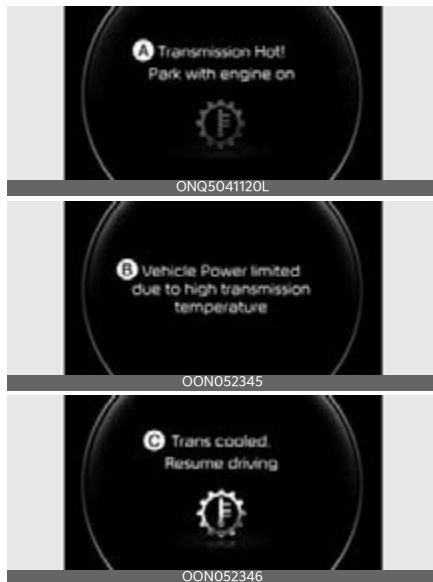 A Transmission Hot!
Park with engine on
ONQ5041120L
B Vehicle Power limited
due to high transmission
temperature
OON052345
C Trans cooled.
Resume driving
OON052346